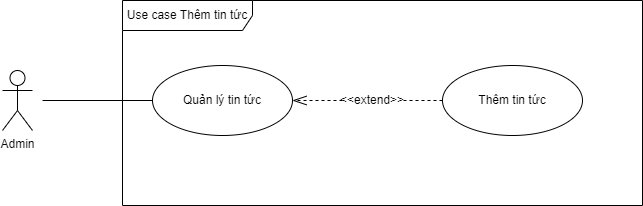 Use case Thêm tin tức
Quản lý tin tức
<<extend>>
Thêm tin tức
Admin